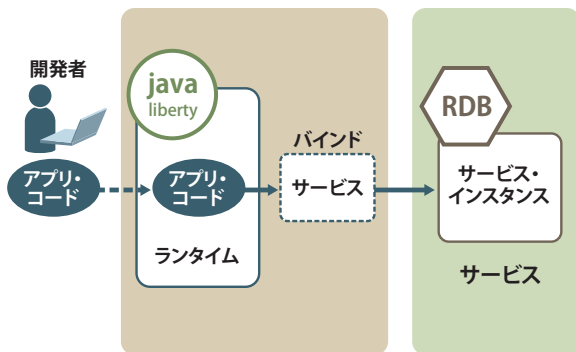 開発者
アプリ・
コード
java
liberty
アプリ・
コード
ランタイム
バインド
サービス
RDB
サービス・
インスタンス
サービス